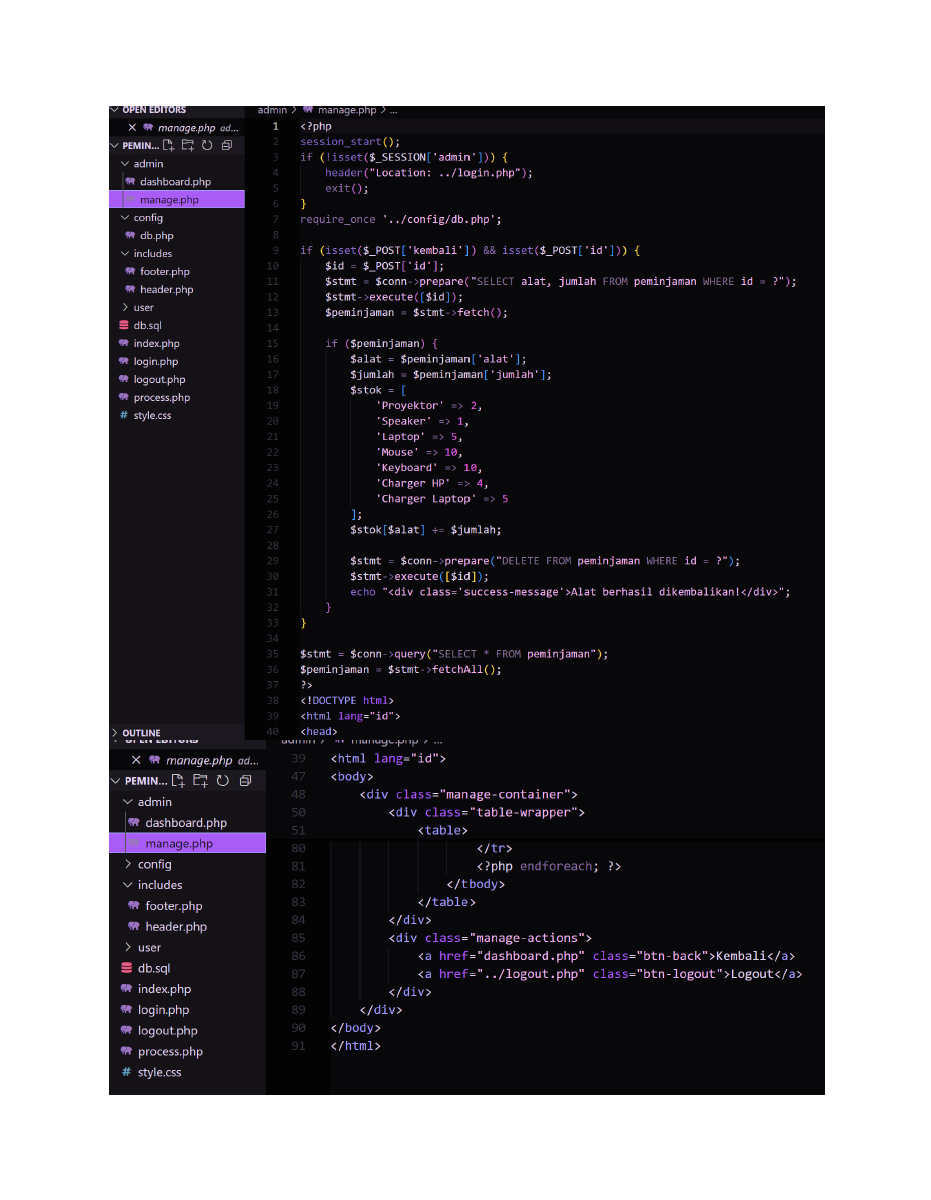 OPEN EDITORS
manage.php ad...
PEMIN...
admin
dashboard.php
manage.php
config
db.php
includes
footer.php
header.php
user
db.sql
index.php
login.php
logout.php
process.php
style.css
OUTLINE
admin > manage.php > ...
1 <?php
2 session_start();
3 if (!isset($_SESSION['admin'])) {
4 header("Location: ../login.php");
5 exit();
6 }
7 require_once '../config/db.php';
8
9 if (isset($_POST['kembali']) && isset($_POST['id'])) {
10 $id = $_POST['id'];
11 $stmt = $conn->prepare("SELECT alat, jumlah FROM peminjaman WHERE id = ?");
12 $stmt->execute([$id]);
13 $peminjaman = $stmt->fetch();
14
15 if ($peminjaman) {
16 $alat = $peminjaman['alat'];
17 $jumlah = $peminjaman['jumlah'];
18 $stok = [
19 'Proyektor' => 2,
20 'Speaker' => 1,
21 'Laptop' => 5,
22 'Mouse' => 10,
23 'Keyboard' => 10,
24 'Charger HP' => 4,
25 'Charger Laptop' => 5
26 ];
27 $stok[$alat] += $jumlah;
28
29 $stmt = $conn->prepare("DELETE FROM peminjaman WHERE id = ?");
30 $stmt->execute([$id]);
31 echo "<div class='success-message'>Alat berhasil dikembalikan!</div>";
32 }
33 }
34
35 $stmt = $conn->query("SELECT * FROM peminjaman");
36 $peminjaman = $stmt->fetchAll();
37 ?>
38 <!DOCTYPE html>
39 <html lang="id">
40 <head>
OPEN EDITORS
manage.php ad...
PEMIN...
admin
dashboard.php
manage.php
config
includes
footer.php
header.php
user
db.sql
index.php
login.php
logout.php
process.php
style.css
admin > manage.php > ...
39 <html lang="id">
47 <body>
48 <div class="manage-container">
50 <div class="table-wrapper">
51 <table>
80 </tr>
81 <?php endforeach; ?>
82 </tbody>
83 </table>
84 </div>
85 <div class="manage-actions">
86 <a href="dashboard.php" class="btn-back">Kembali</a>
87 <a href="../logout.php" class="btn-logout">Logout</a>
88 </div>
89 </div>
90 </body>
91 </html>